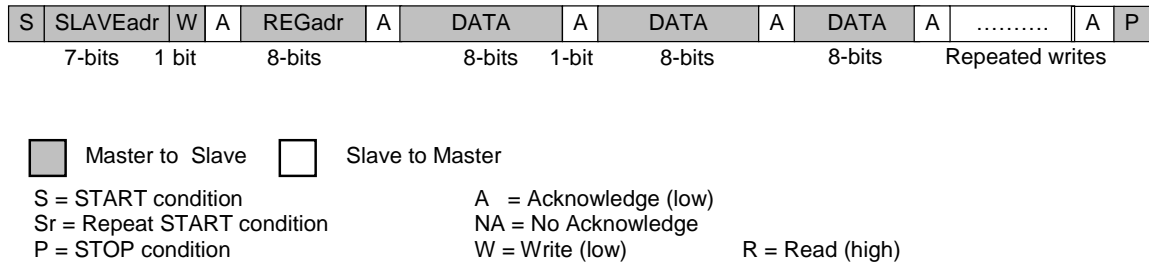 S SLAVEadr W A REGadr A DATA A DATA A DATA A ………. A P
7-bits 1 bit 8-bits 8-bits 1-bit 8-bits 8-bits Repeated writes
Master to Slave Slave to Master
S = START condition A = Acknowledge (low)
Sr = Repeat START condition NA = No Acknowledge
P = STOP condition W = Write (low) R = Read (high)